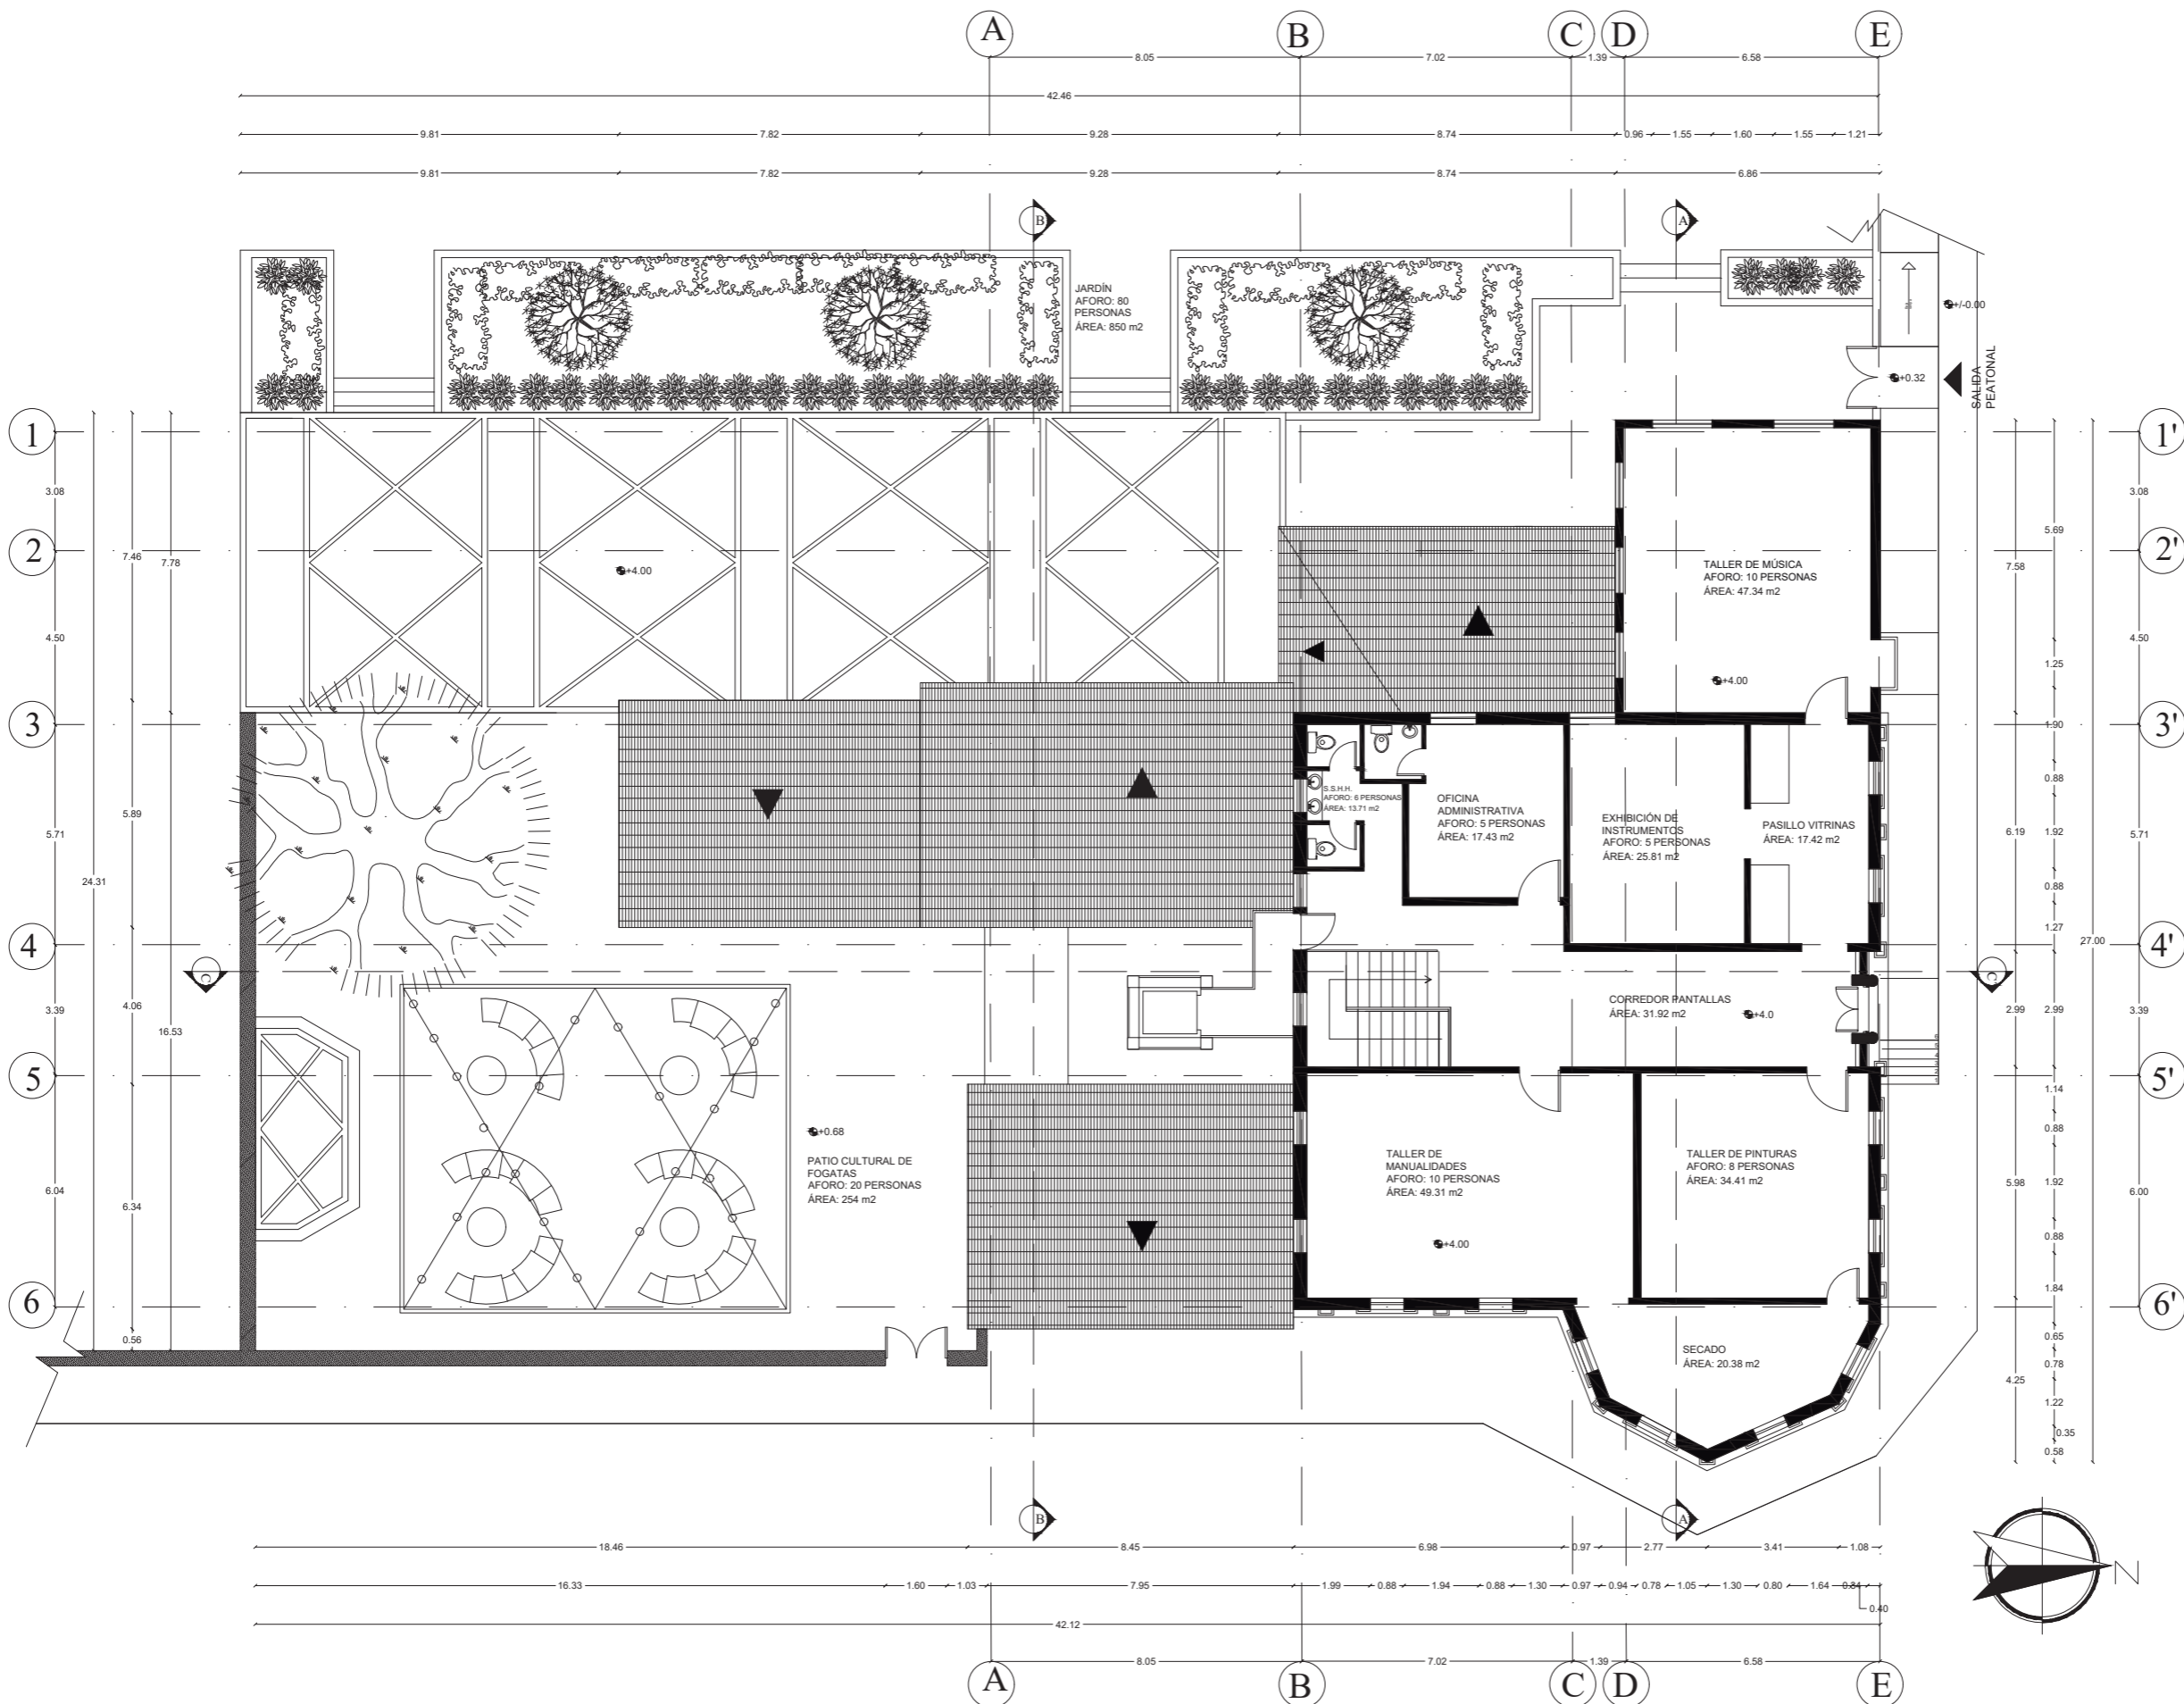 A
B
C
D
E
8.05
7.02
1.39
6.58
42.46
9.81
7.82
9.28
8.74
0.96
1.55
1.60
1.55
1.21
9.81
7.82
9.28
8.74
6.86
B
A
JARDÍN
AFORO: 80
PERSONAS
ÁREA: 850 m2
+/-0.00
+0.32
SALIDA
PEATONAL
1
2
3
4
5
6
3.08
4.50
5.71
3.39
6.04
24.31
7.46
5.89
4.06
6.34
0.56
7.78
16.53
+4.00
TALLER DE MÚSICA
AFORO: 10 PERSONAS
ÁREA: 47.34 m2
+4.00
S.S.H.H.
AFORO: 6 PERSONAS
ÁREA: 13.71 m2
OFICINA
ADMINISTRATIVA
AFORO: 5 PERSONAS
ÁREA: 17.43 m2
EXHIBICIÓN DE
INSTRUMENTOS
AFORO: 5 PERSONAS
ÁREA: 25.81 m2
PASILLO VITRINAS
ÁREA: 17.42 m2
C
C
CORREDOR PANTALLAS
ÁREA: 31.92 m2
+4.0
+0.68
PATIO CULTURAL DE
FOGATAS
AFORO: 20 PERSONAS
ÁREA: 254 m2
TALLER DE
MANUALIDADES
AFORO: 10 PERSONAS
ÁREA: 49.31 m2
+4.00
TALLER DE PINTURAS
AFORO: 8 PERSONAS
ÁREA: 34.41 m2
SECADO
ÁREA: 20.38 m2
7.58
6.19
2.99
5.98
4.25
5.69
1.25
1.90
0.88
1.92
0.88
1.27
2.99
1.14
0.88
1.92
0.88
1.84
0.65
0.78
1.22
0.35
0.58
27.00
3.08
4.50
5.71
3.39
6.00
1'
2'
3'
4'
5'
6'
B
A
N
18.46
8.45
6.98
0.97
2.77
3.41
1.08
16.33
1.60
1.03
7.95
1.99
0.88
1.94
0.88
1.30
0.97
0.94
0.78
1.05
1.30
0.80
1.64
0.34
0.40
42.12
8.05
7.02
1.39
6.58
A
B
C
D
E